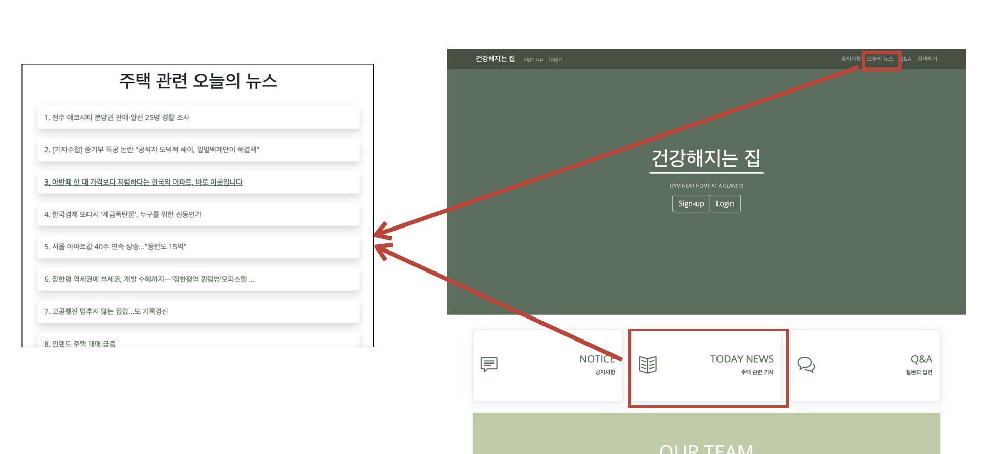 주택 관련 오늘의 뉴스
1. 전주 에코시티 분양권 판매·알선 25명 경찰 조사
2. [기자수첩] 중기부 특공 논란 "공직자 도덕적 해이, 일벌백계만이 해결책"
3. 아반떼 한 대 가격보다 저렴하다는 한국의 아파트, 바로 이곳입니다
4. 한국경제 또다시 '세금폭탄론', 누구를 위한 선동인가
5. 서울 아파트값 40주 연속 상승..."동탄도 15억"
6. 장한평 역세권에 뷰세권, 개발 수혜까지… '장한평역 퀀텀뷰'오피스텔 ...
7. 고공행진 멈추지 않는 집값...또 기록경신
8. 인랜드 주택 매매 급증
건강해지는 집 sign up login 공지사항 오늘의 뉴스 Q&A 검색하기
건강해지는 집
GYM NEAR HOME AT A GLANCE!
Sign-up Login
NOTICE
공지사항
TODAY NEWS
주택 관련 기사
Q&A
질문과 답변
OUR TEAM